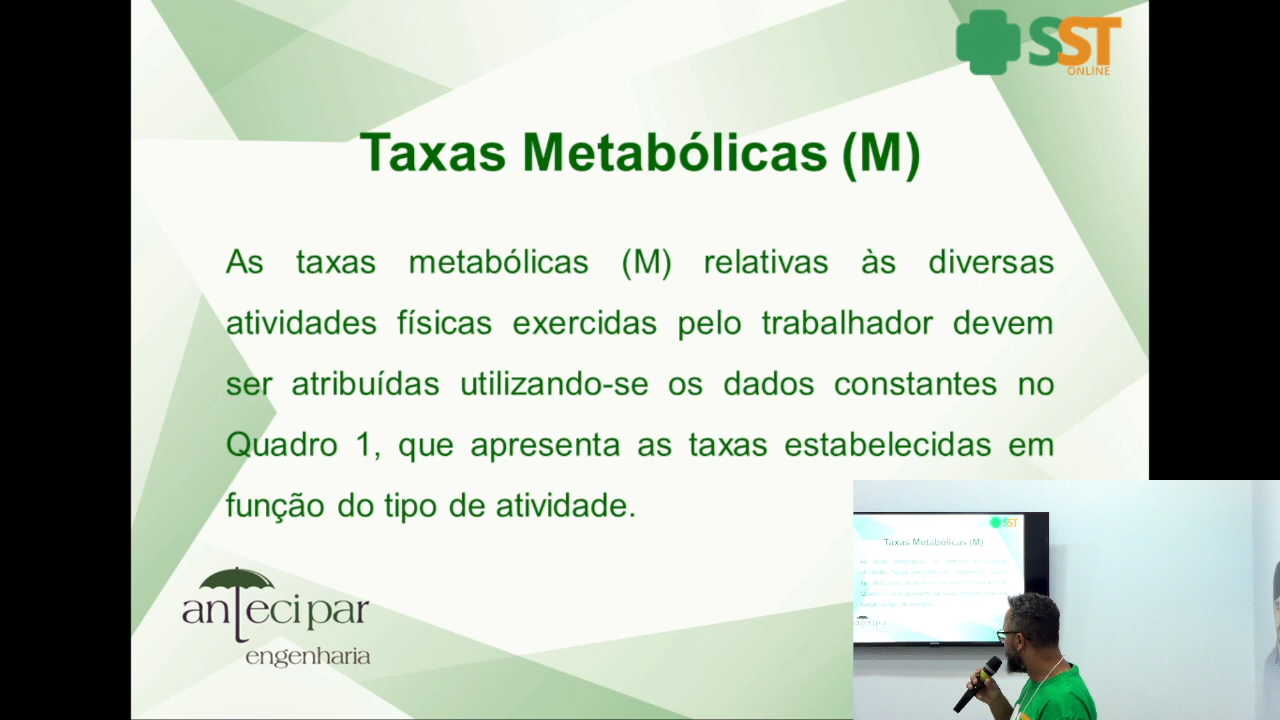 SST
ONLINE
Taxas Metabólicas (M)
As taxas metabólicas (M) relativas às diversas
atividades físicas exercidas pelo trabalhador devem
ser atribuídas utilizando-se os dados constantes no
Quadro 1, que apresenta as taxas estabelecidas em
função do tipo de atividade.
antecipar
engenharia
SST
Taxas Metabólicas (M)